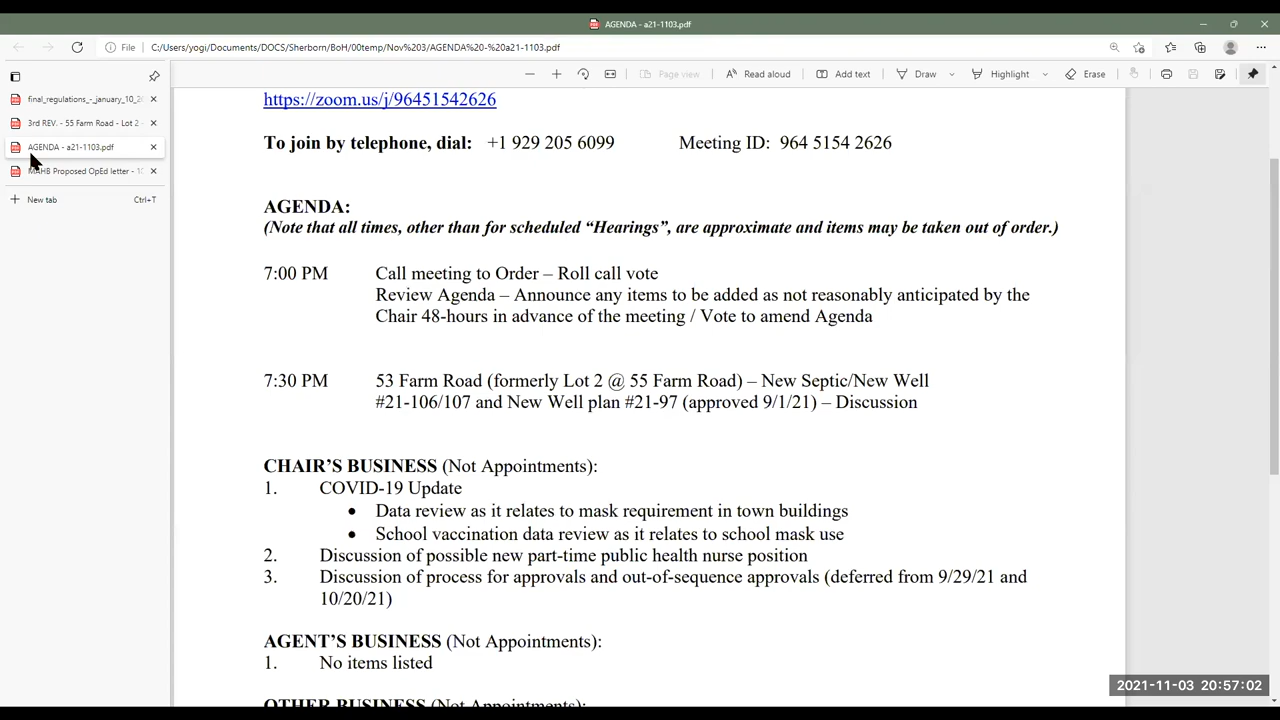 AGENDA - a21-1103.pdf
File C:/Users/yogi/Documents/DOCS/Sherborn/BoH/00temp/Nov%203/AGENDA%20-%20a21-1103.pdf
Page view Read aloud Add text Draw Highlight Erase
final_regulations_-_january_10_2
3rd REV. - 55 Farm Road - Lot 2 -
AGENDA - a21-1103.pdf
MAHB Proposed OpEd letter - 10
New tab Ctrl+T
https://zoom.us/j/96451542626
To join by telephone, dial: +1 929 205 6099 Meeting ID: 964 5154 2626
AGENDA:
(Note that all times, other than for scheduled “Hearings”, are approximate and items may be taken out of order.)
7:00 PM Call meeting to Order – Roll call vote
Review Agenda – Announce any items to be added as not reasonably anticipated by the
Chair 48-hours in advance of the meeting / Vote to amend Agenda
7:30 PM 53 Farm Road (formerly Lot 2 @ 55 Farm Road) – New Septic/New Well
#21-106/107 and New Well plan #21-97 (approved 9/1/21) – Discussion
CHAIR’S BUSINESS (Not Appointments):
1. COVID-19 Update
• Data review as it relates to mask requirement in town buildings
• School vaccination data review as it relates to school mask use
2. Discussion of possible new part-time public health nurse position
3. Discussion of process for approvals and out-of-sequence approvals (deferred from 9/29/21 and
10/20/21)
AGENT’S BUSINESS (Not Appointments):
1. No items listed
OTHER BUSINESS (Not Appointments):
2021-11-03 20:57:02